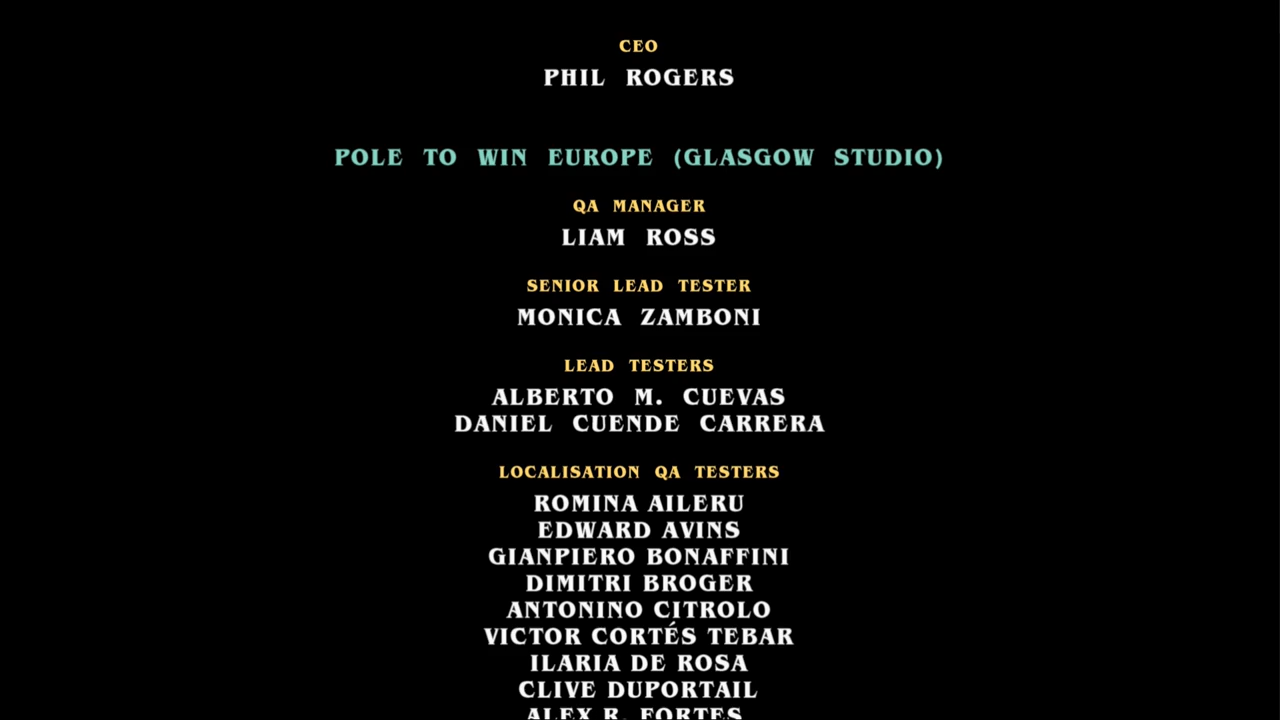 CEO
PHIL ROGERS
POLE TO WIN EUROPE (GLASGOW STUDIO)
QA MANAGER
LIAM ROSS
SENIOR LEAD TESTER
MONICA ZAMBONI
LEAD TESTERS
ALBERTO M. CUEVAS
DANIEL CUENDE CARRERA
LOCALISATION QA TESTERS
ROMINA AILERU
EDWARD AVINS
GIANPIERO BONAFFINI
DIMITRI BROGER
ANTONINO CITROLO
VICTOR CORTÉS TEBAR
ILARIA DE ROSA
CLIVE DUPORTAIL
ALEX R. FORTES